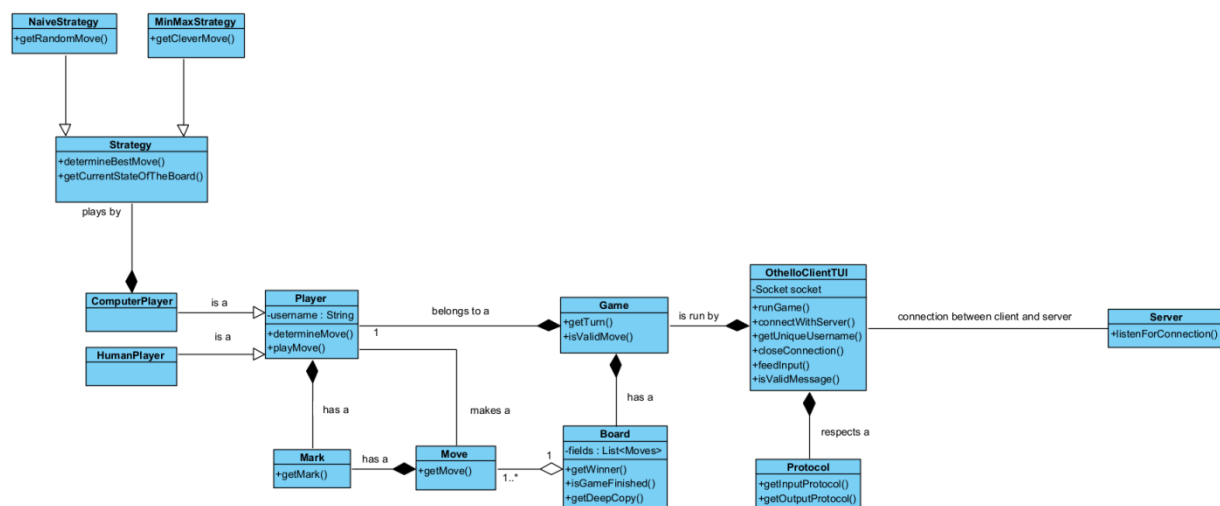 NaiveStrategy
+getRandomMove()
MinMaxStrategy
+getCleverMove()
Strategy
+determineBestMove()
+getCurrentStateOfTheBoard()
plays by
ComputerPlayer
is a
HumanPlayer
is a
Player
-username : String
+determineMove()
+playMove()
1
belongs to a
has a
makes a
Mark
+getMark()
has a
Move
+getMove()
1..*
1
Game
+getTurn()
+isValidMove()
has a
Board
-fields : List<Moves>
+getWinner()
+isGameFinished()
+getDeepCopy()
is run by
OthelloClientTUI
-Socket socket
+runGame()
+connectWithServer()
+getUniqueUsername()
+closeConnection()
+feedInput()
+isValidMessage()
respects a
Protocol
+getInputProtocol()
+getOutputProtocol()
connection between client and server
Server
+listenForConnection()